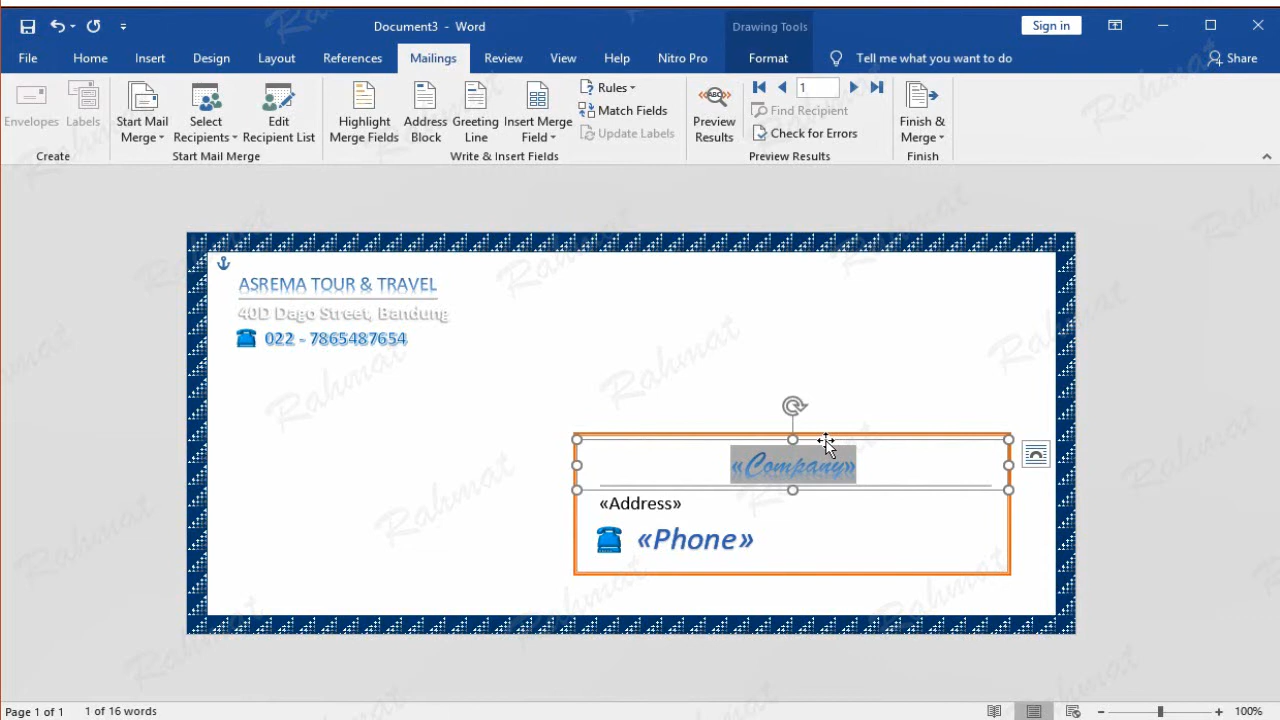 Document3 - Word
Drawing Tools
Sign in
File Home Insert Design Layout References Mailings Review View Help Nitro Pro Format Tell me what you want to do Share
Envelopes
Labels
Create
Start Mail Merge
Select Recipients
Edit Recipient List
Start Mail Merge
Highlight Merge Fields
Address Block
Greeting Line
Insert Merge Field
Rules
Match Fields
Update Labels
Write & Insert Fields
ABC
Preview Results
1
Find Recipient
Check for Errors
Preview Results
Finish & Merge
Finish
ASREMA TOUR & TRAVEL
40D Dago Street, Bandung
022 - 7865487654
«Company»
«Address»
«Phone»
Rahmat
Page 1 of 1 1 of 16 words
100%